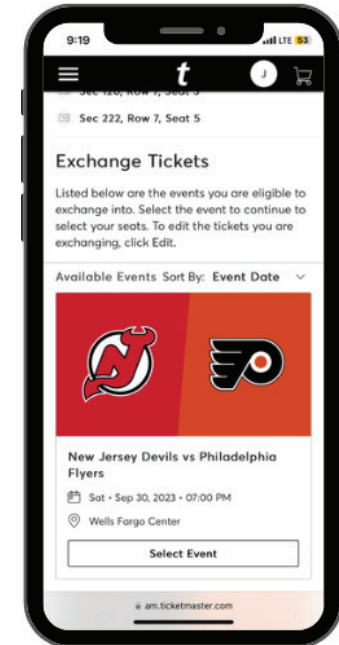 9:19
LTE 53
t
J
Sec 222, Row 7, Seat 5
Exchange Tickets
Listed below are the events you are eligible to
exchange into. Select the event to continue to
select your seats. To edit the tickets you are
exchanging, click Edit.
Available Events Sort By: Event Date
New Jersey Devils vs Philadelphia
Flyers
Sat • Sep 30, 2023 • 07:00 PM
Wells Fargo Center
Select Event
am.ticketmaster.com